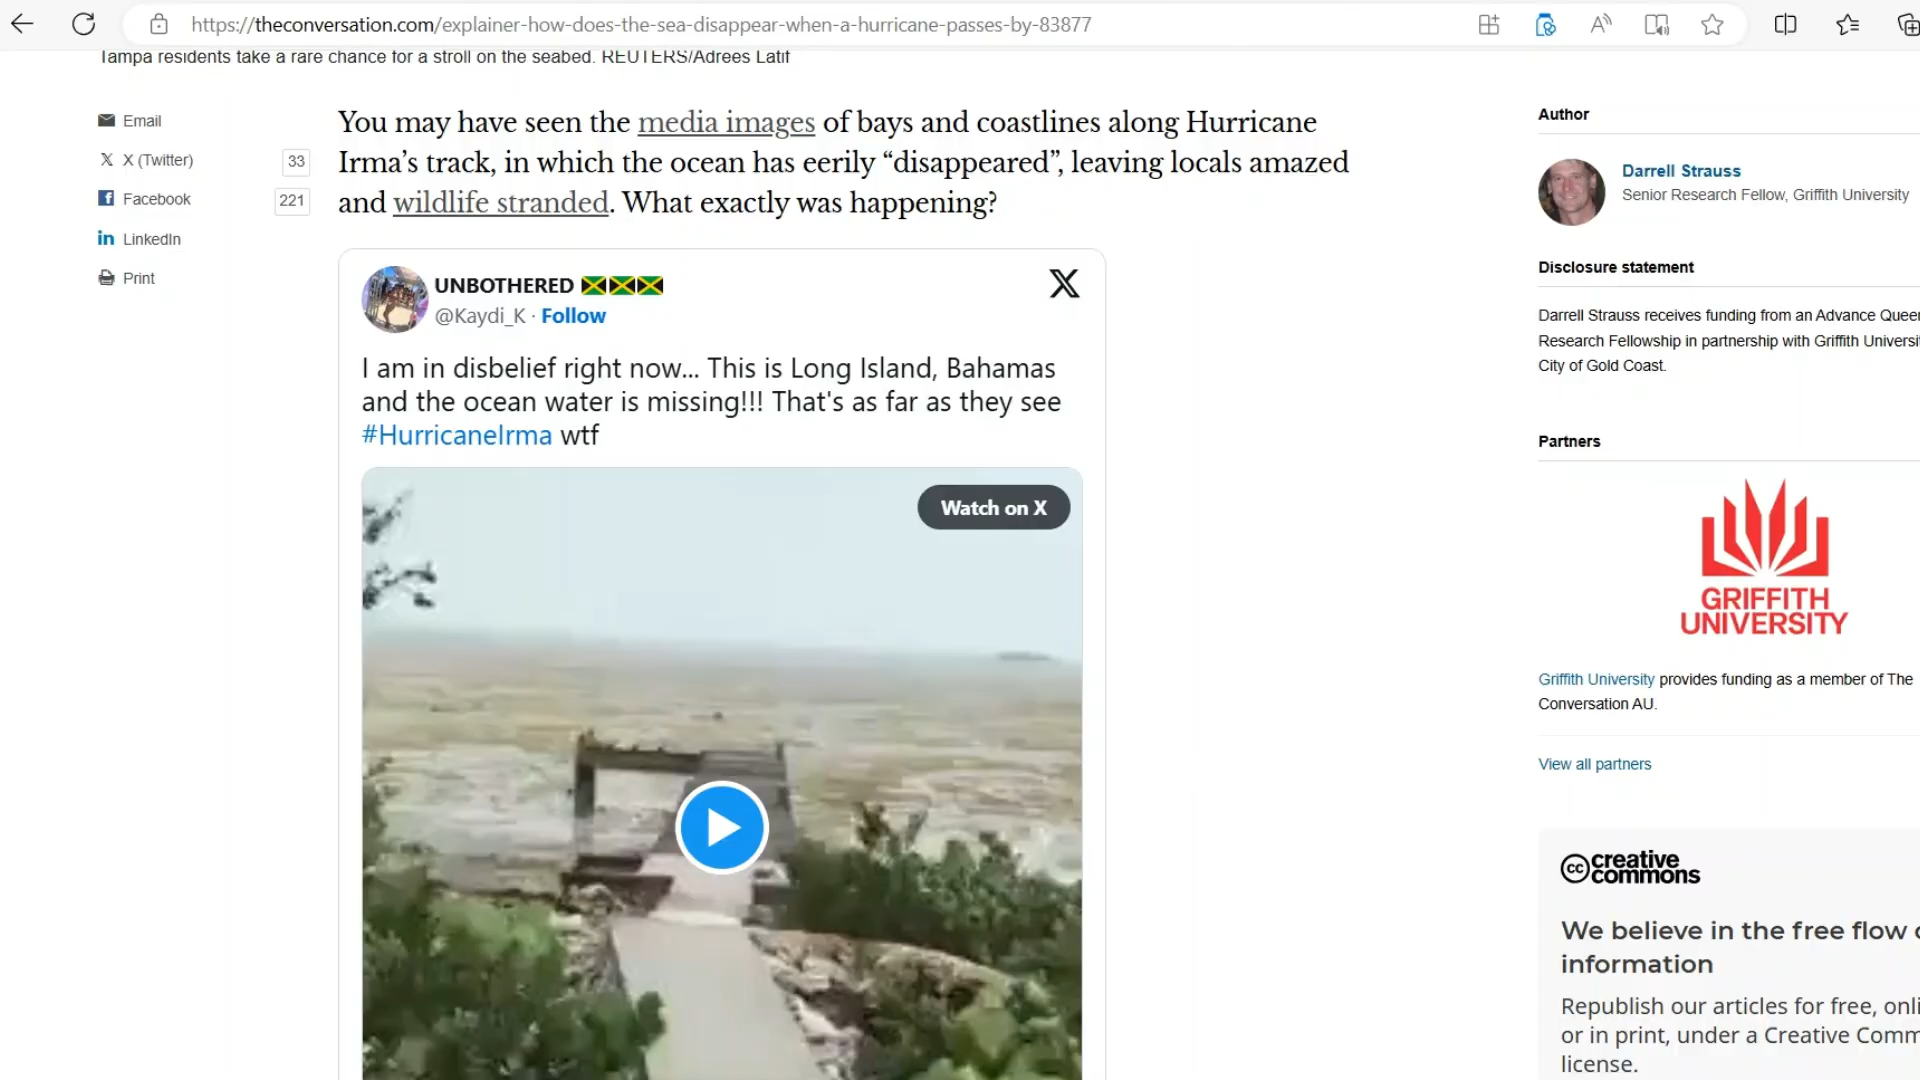 https://theconversation.com/explainer-how-does-the-sea-disappear-when-a-hurricane-passes-by-83877
Tampa residents take a rare chance for a stroll on the seabed. REUTERS/Adrees Latif
Email
X (Twitter)
33
Facebook
221
LinkedIn
Print
You may have seen the media images of bays and coastlines along Hurricane
Irma’s track, in which the ocean has eerily “disappeared”, leaving locals amazed
and wildlife stranded. What exactly was happening?
UNBOTHERED
@Kaydi_K · Follow
I am in disbelief right now... This is Long Island, Bahamas
and the ocean water is missing!!! That's as far as they see
#HurricaneIrma wtf
Watch on X
Author
Darrell Strauss
Senior Research Fellow, Griffith University
Disclosure statement
Darrell Strauss receives funding from an Advance Queen
Research Fellowship in partnership with Griffith Universi
City of Gold Coast.
Partners
GRIFFITH
UNIVERSITY
Griffith University provides funding as a member of The
Conversation AU.
View all partners
cc creative
commons
We believe in the free flow o
information
Republish our articles for free, onli
or in print, under a Creative Comm
license.